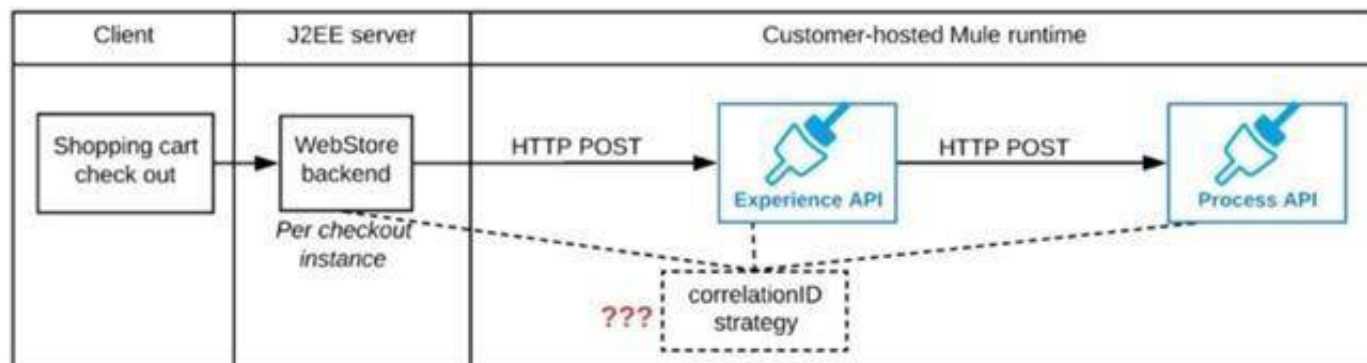 Client
J2EE server
Customer-hosted Mule runtime
Shopping cart
check out
WebStore
backend
HTTP POST
HTTP POST
Experience API
Process API
Per checkout
instance
correlationID
strategy
???